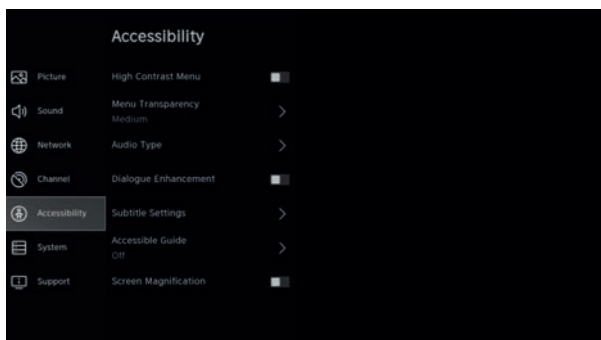 Accessibility
Picture
High Contrast Menu
Sound
Menu Transparency
Medium
Network
Audio Type
Channel
Dialogue Enhancement
Accessibility
Subtitle Settings
System
Accessible Guide
Off
Support
Screen Magnification